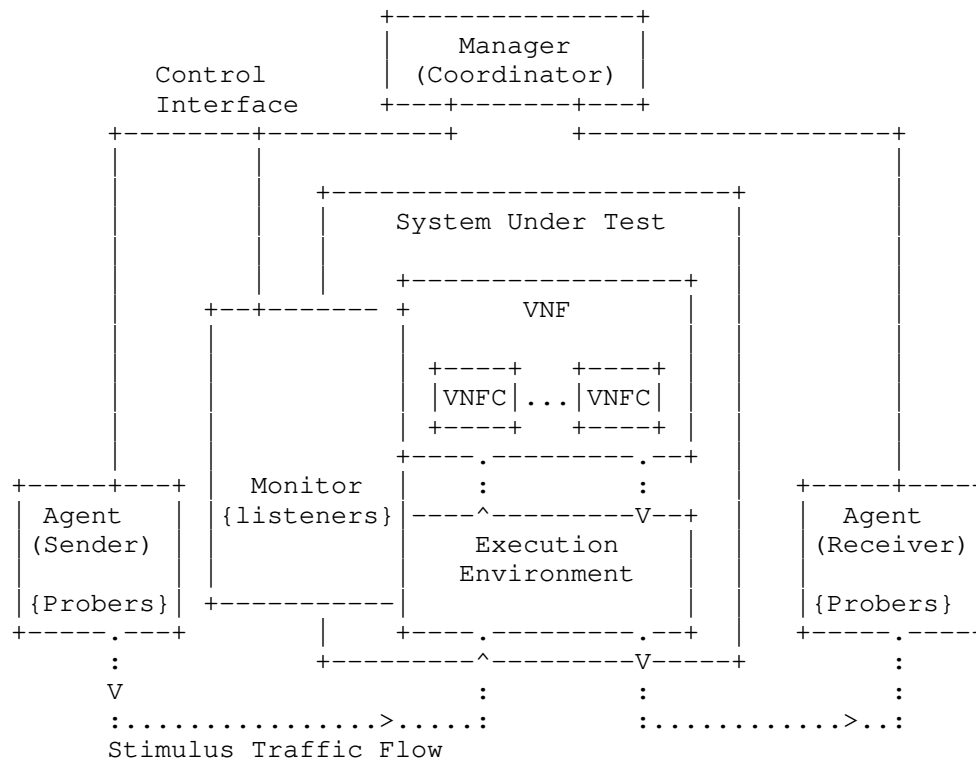 Manager
(Coordinator)
Control
Interface
System Under Test
VNF
VNFC ... VNFC
Monitor
{listeners}
Agent
(Sender)
{Probers}
Execution
Environment
Agent
(Receiver)
{Probers}
Stimulus Traffic Flow